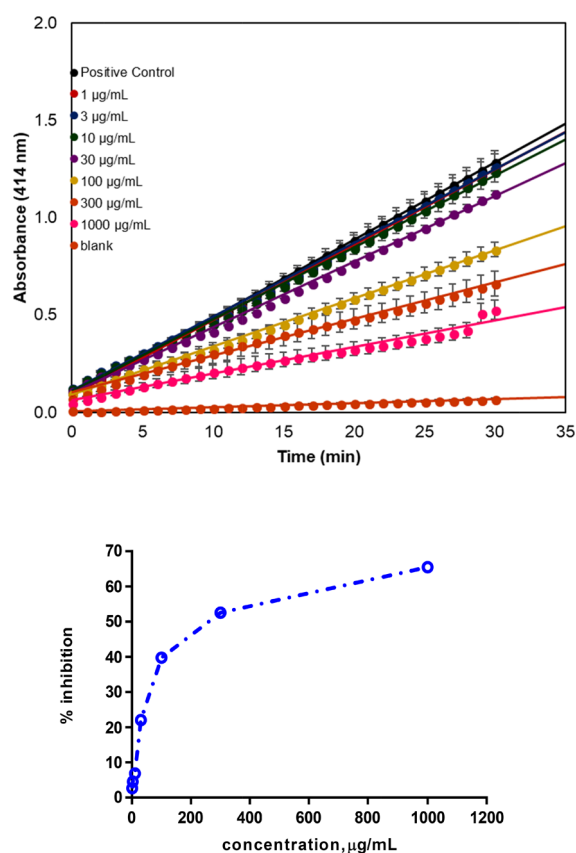 2.0
1.5
1.0
0.5
0.0
Absorbance (414 nm)
Positive Control
1 µg/mL
3 µg/mL
10 µg/mL
30 µg/mL
100 µg/mL
300 µg/mL
1000 µg/mL
blank
0 5 10 15 20 25 30 35
Time (min)
70
60
50
40
30
20
10
0
% inhibition
0 200 400 600 800 1000 1200
concentration, µg/mL